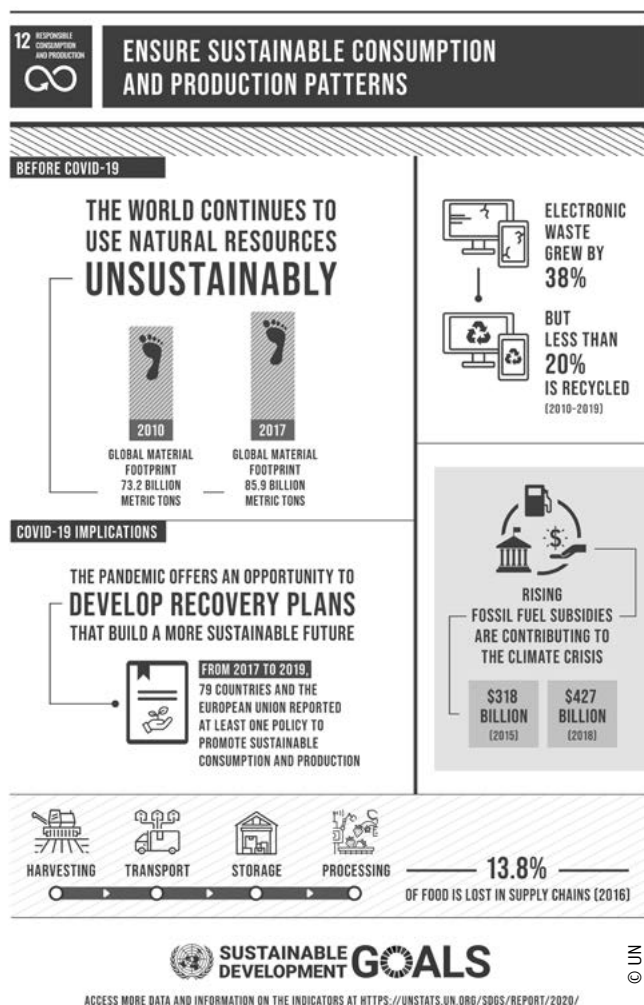 12 RESPONSIBLE
CONSUMPTION
AND PRODUCTION
ENSURE SUSTAINABLE CONSUMPTION
AND PRODUCTION PATTERNS
BEFORE COVID-19
THE WORLD CONTINUES TO
USE NATURAL RESOURCES
UNSUSTAINABLY
2010
GLOBAL MATERIAL
FOOTPRINT
73.2 BILLION
METRIC TONS
2017
GLOBAL MATERIAL
FOOTPRINT
85.9 BILLION
METRIC TONS
ELECTRONIC
WASTE
GREW BY
38%
BUT
LESS THAN
20%
IS RECYCLED
(2010-2019)
COVID-19 IMPLICATIONS
THE PANDEMIC OFFERS AN OPPORTUNITY TO
DEVELOP RECOVERY PLANS
THAT BUILD A MORE SUSTAINABLE FUTURE
FROM 2017 TO 2019,
79 COUNTRIES AND THE
EUROPEAN UNION REPORTED
AT LEAST ONE POLICY TO
PROMOTE SUSTAINABLE
CONSUMPTION AND PRODUCTION
$
RISING
FOSSIL FUEL SUBSIDIES
ARE CONTRIBUTING TO
THE CLIMATE CRISIS
$318
BILLION
(2015)
$427
BILLION
(2018)
HARVESTING
TRANSPORT
STORAGE
PROCESSING
13.8%
OF FOOD IS LOST IN SUPPLY CHAINS (2016)
SUSTAINABLE
DEVELOPMENT GOALS
© UN
ACCESS MORE DATA AND INFORMATION ON THE INDICATORS AT HTTPS://UNSTATS.UN.ORG/SDGS/REPORT/2020/